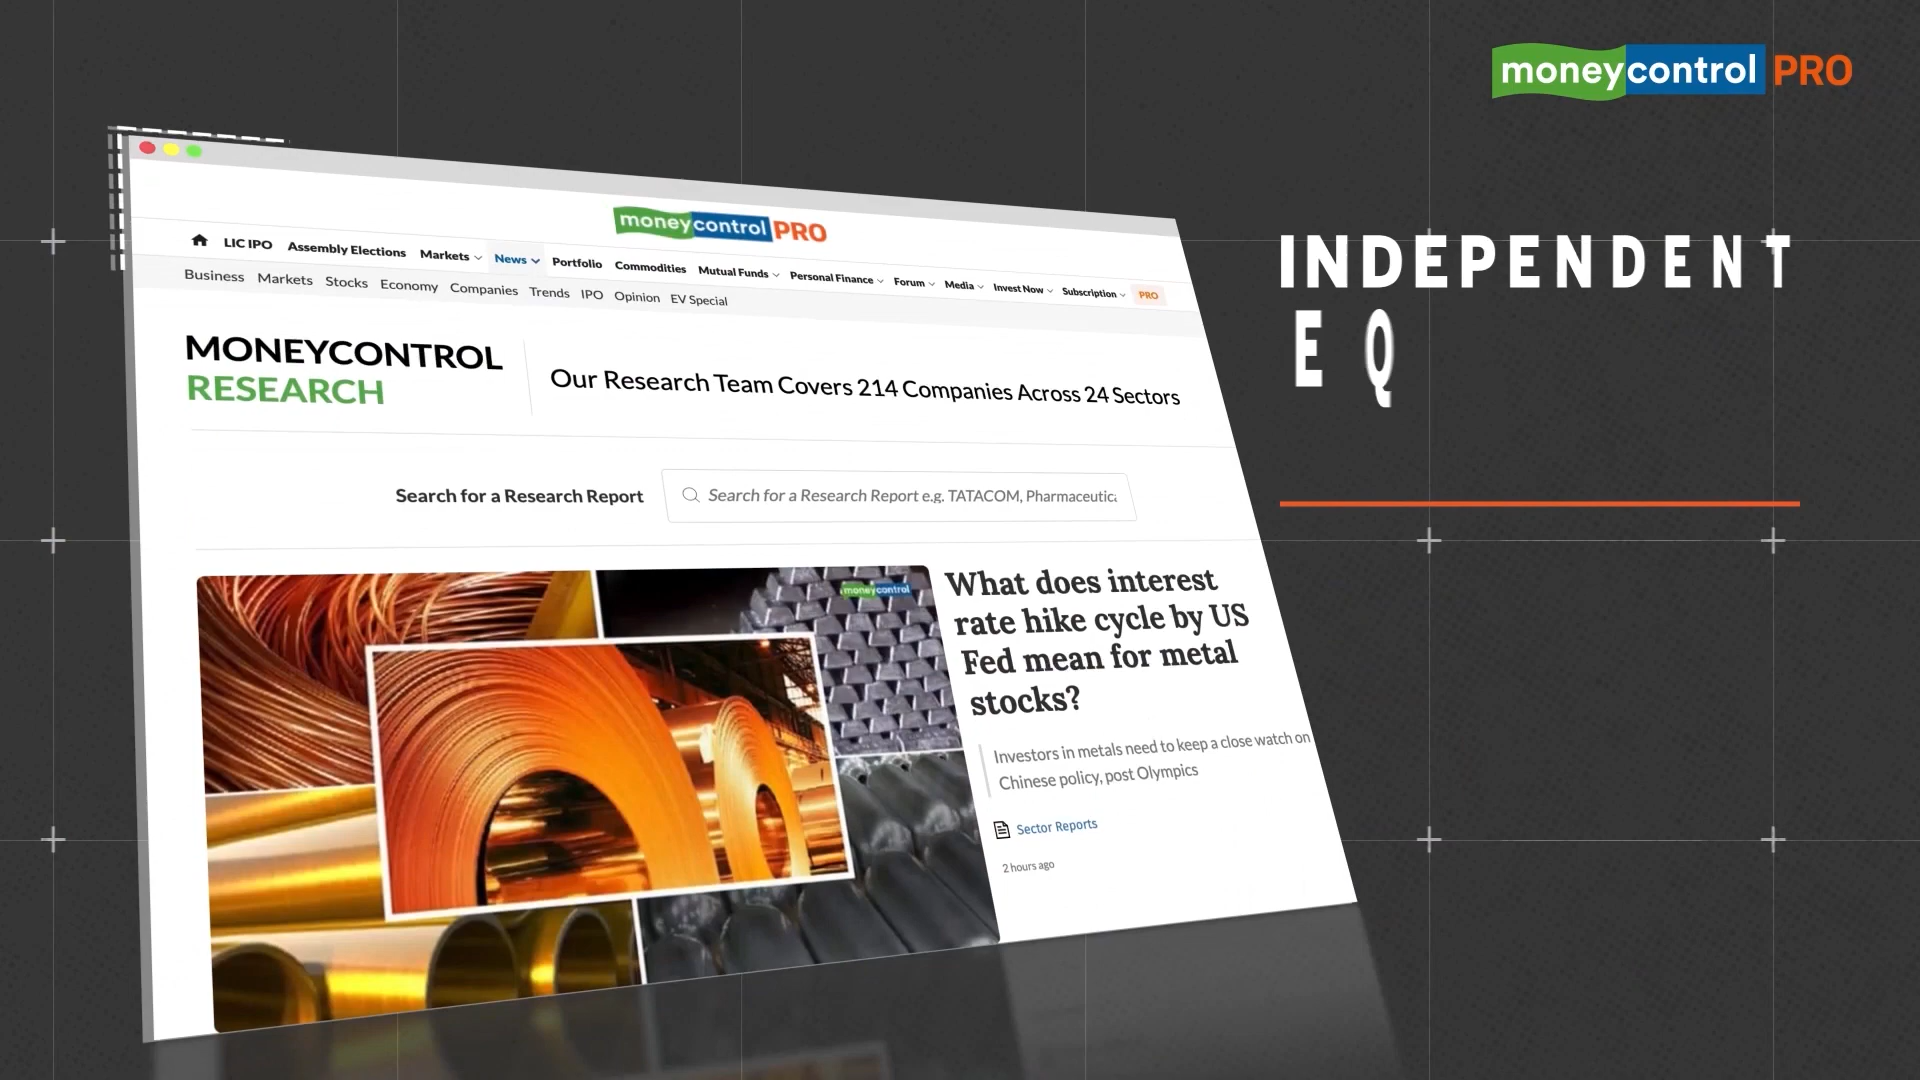 moneycontrol PRO
moneycontrol PRO
LIC IPO Assembly Elections Markets News Portfolio Commodities Mutual Funds Personal Finance Forum Media Invest Now Subscription PRO
Business Markets Stocks Economy Companies Trends IPO Opinion EV Special
MONEYCONTROL
RESEARCH
Our Research Team Covers 214 Companies Across 24 Sectors
Search for a Research Report
Search for a Research Report e.g. TATACOM,
moneycontrol
What does interest
rate hike cycle by US
Fed mean for metal
stocks?
Investors in metals need to keep a close watch on
Chinese policy, post Olympics
Sector Reports
2 hours ago
INDEPENDENT
E Q